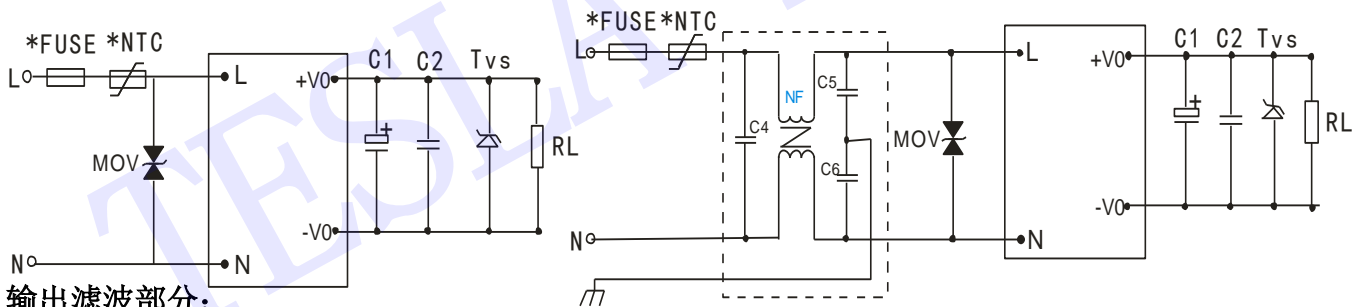 *FUSE *NTC
L
L
MOV
N
N
+V0
-V0
C1
C2
Tvs
RL
*FUSE*NTC
L
N
C4
NF
C5
C6
MOV
L
N
+V0
-V0
C1
C2
Tvs
RL
TESLA
输出滤波部分: